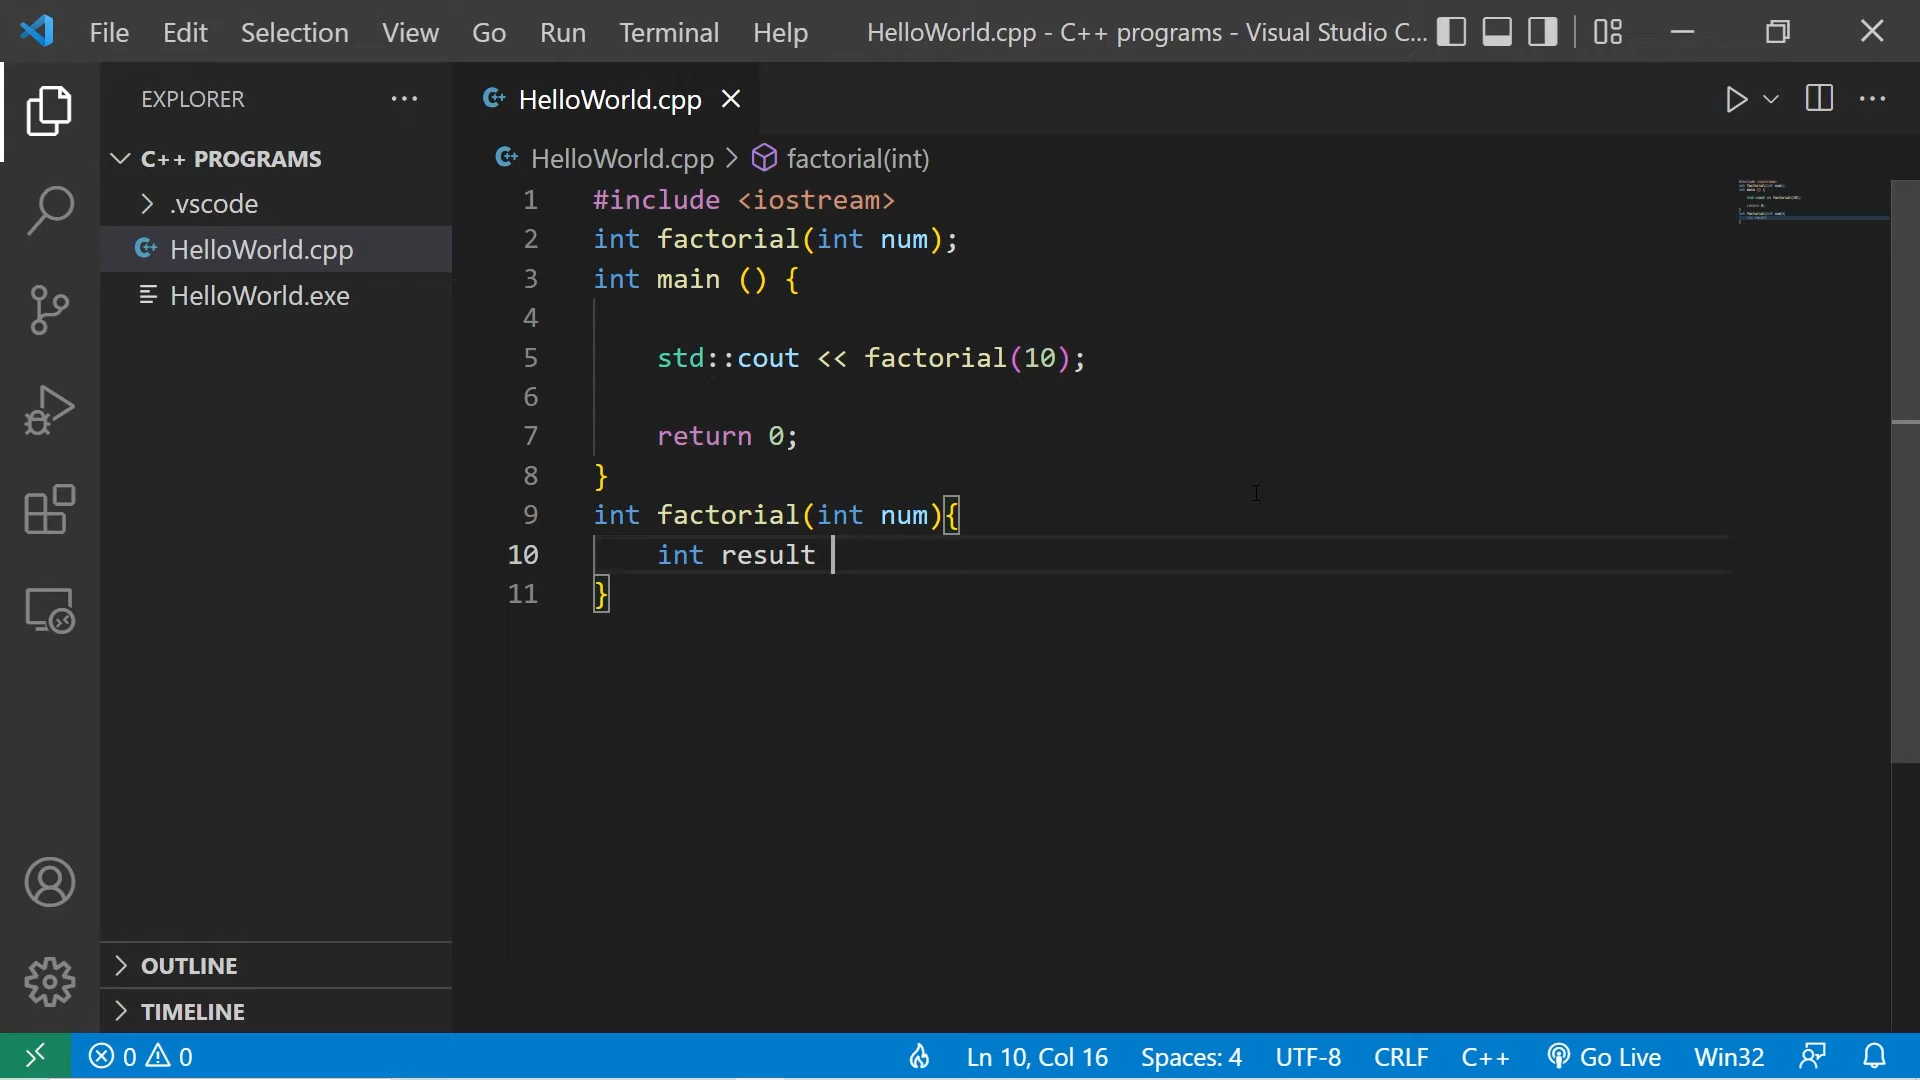 File Edit Selection View Go Run Terminal Help HelloWorld.cpp - C++ programs - Visual Studio C...
EXPLORER
C++ PROGRAMS
.vscode
HelloWorld.cpp
HelloWorld.exe
OUTLINE
TIMELINE
HelloWorld.cpp
HelloWorld.cpp > factorial(int)
1 #include <iostream>
2 int factorial(int num);
3 int main () {
4
5 std::cout << factorial(10);
6
7 return 0;
8 }
9 int factorial(int num){
10 int result
11 }
0 0 Ln 10, Col 16 Spaces: 4 UTF-8 CRLF C++ Go Live Win32